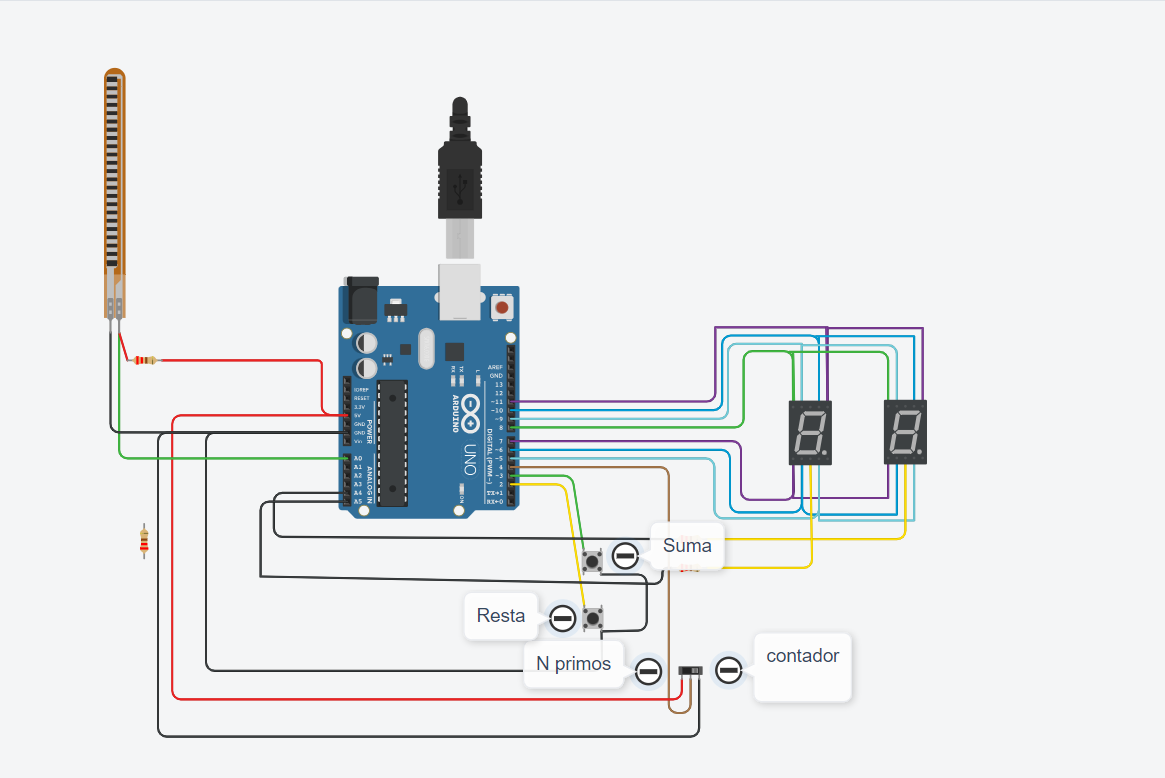 IOREF
RESET
3.3V
5V
GND
GND
Vin
POWER
A0
A1
A2
A3
A4
A5
ANALOG IN
AREF
GND
13
12
~11
~10
~9
8
7
~6
~5
4
~3
2
TX→1
RX←0
DIGITAL (PWM~)
RX
TX
L
ON
ARDUINO
UNO
Suma
Resta
N primos
contador